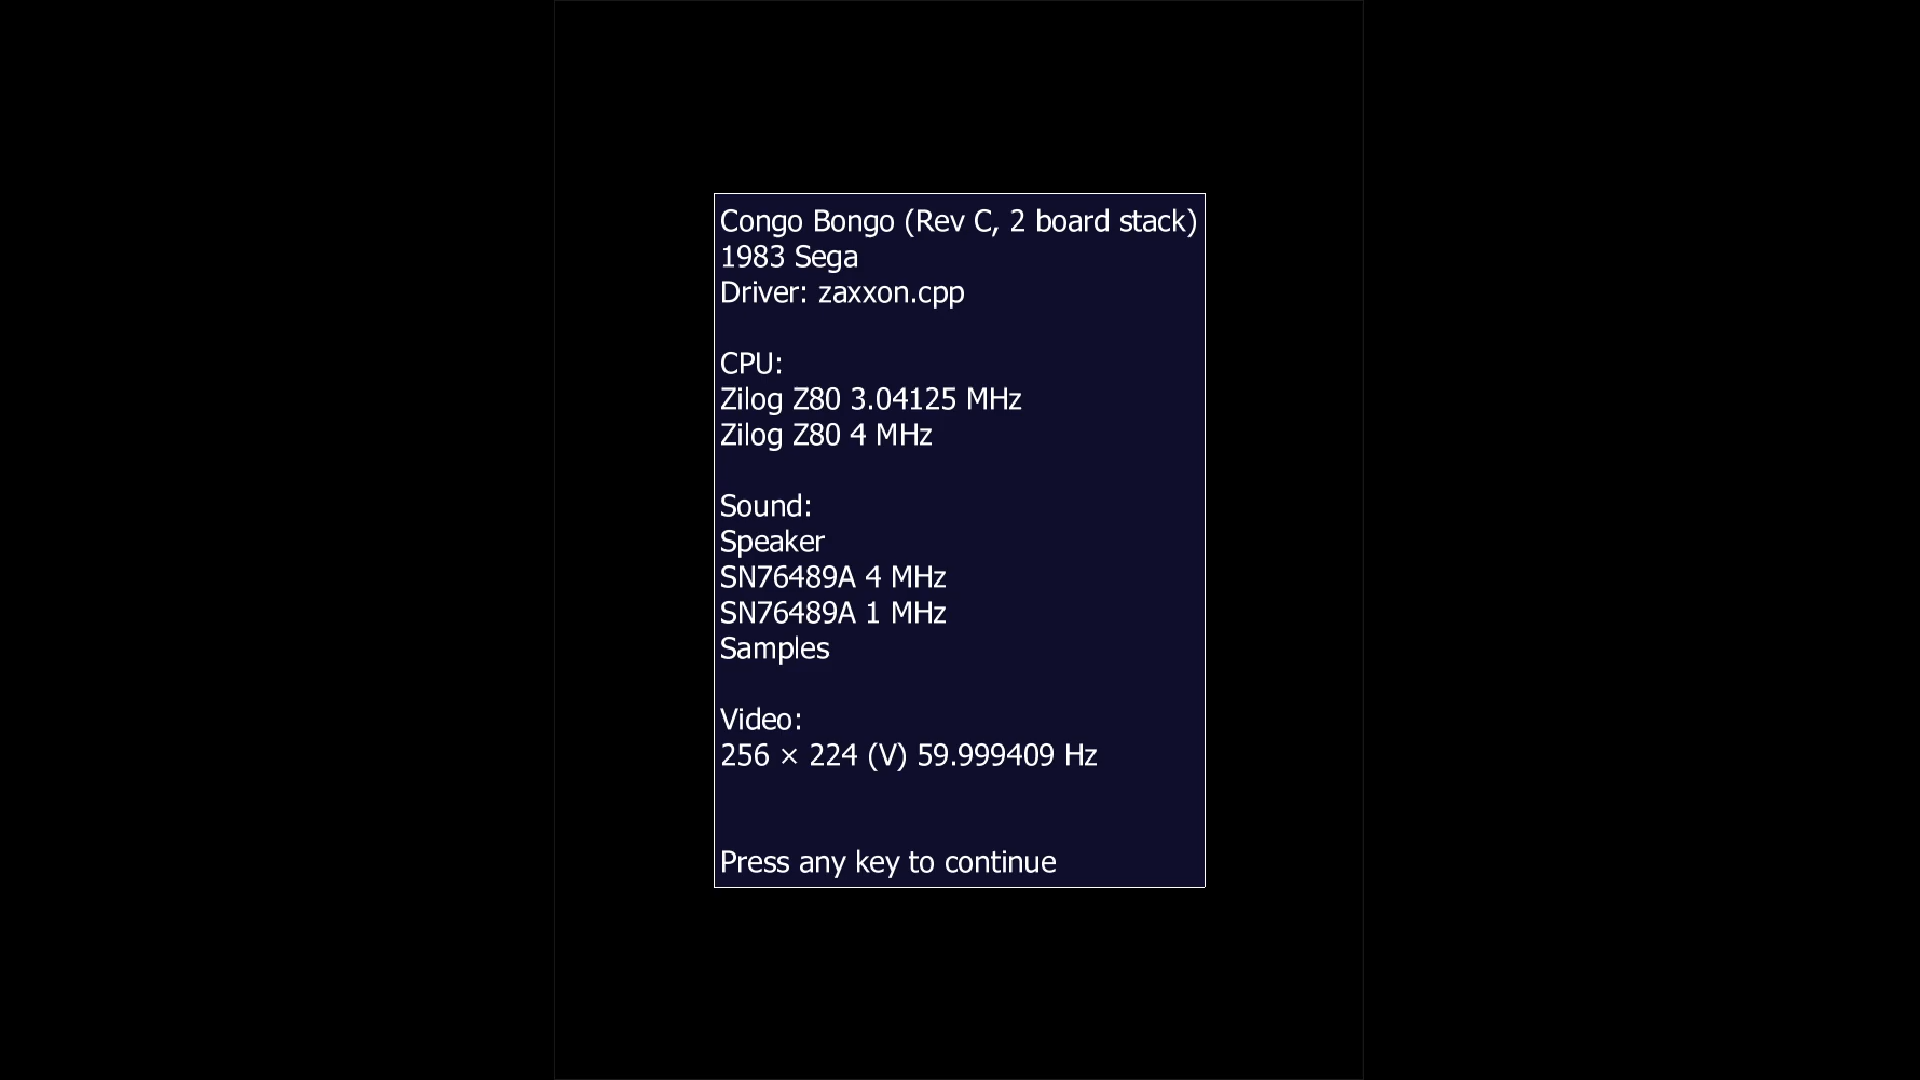 Congo Bongo (Rev C, 2 board stack)
1983 Sega
Driver: zaxxon.cpp
CPU:
Zilog Z80 3.04125 MHz
Zilog Z80 4 MHz
Sound:
Speaker
SN76489A 4 MHz
SN76489A 1 MHz
Samples
Video:
256 × 224 (V) 59.999409 Hz
Press any key to continue